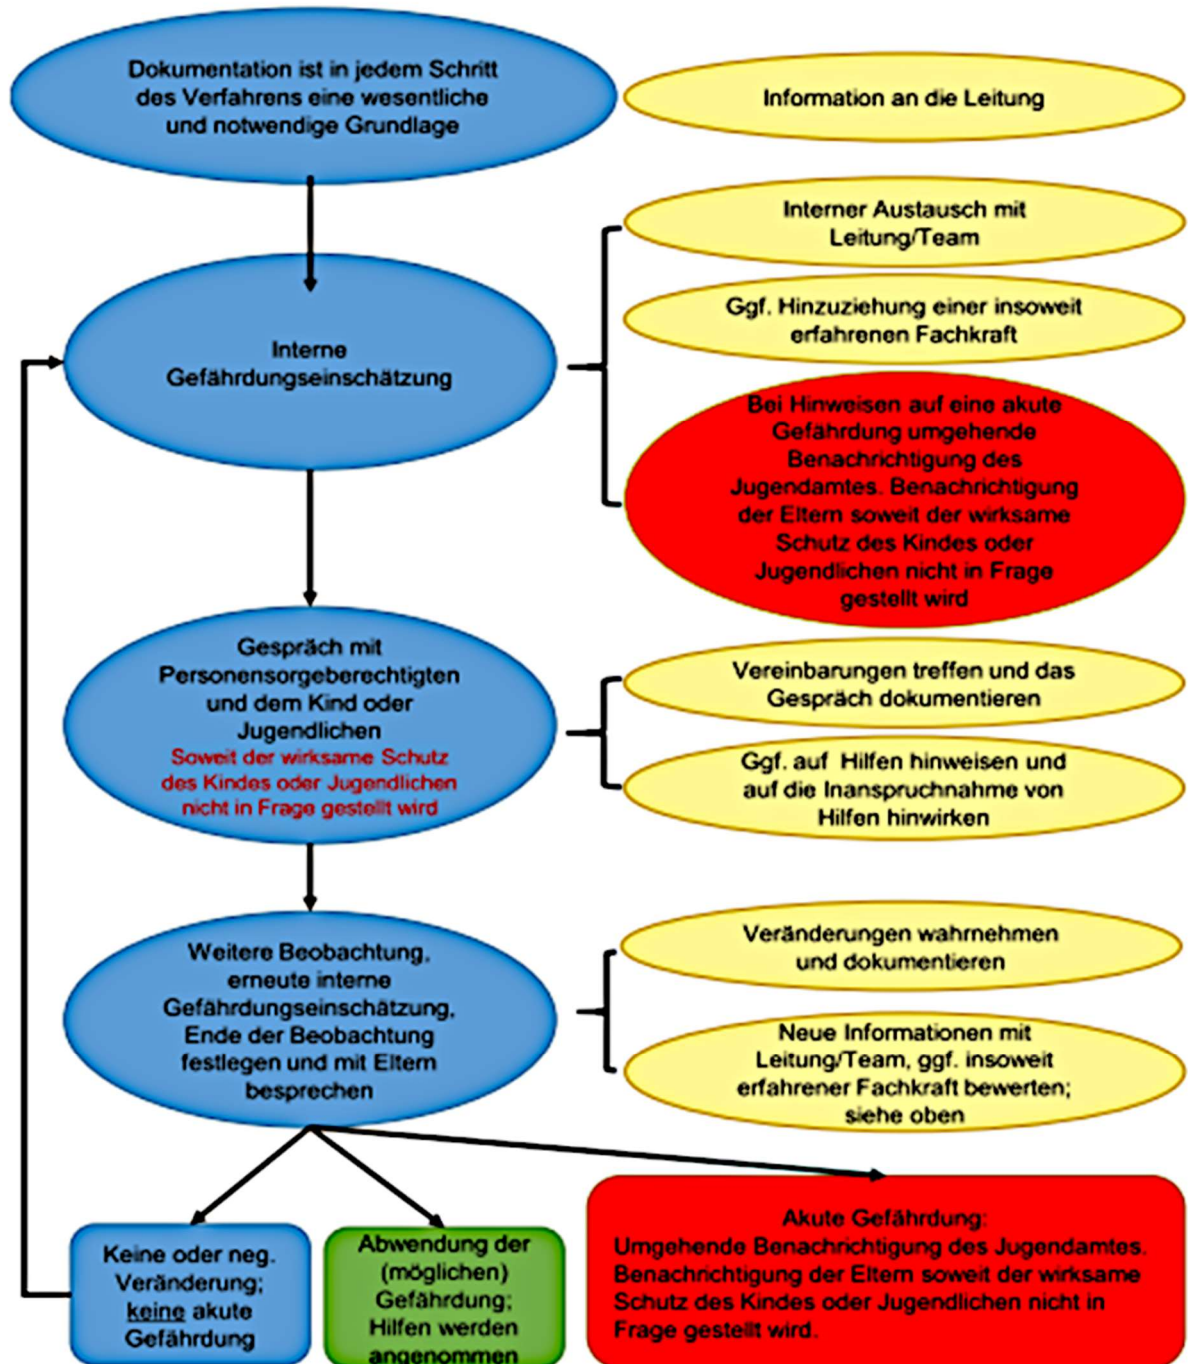 Dokumentation ist in jedem Schritt
des Verfahrens eine wesentliche
und notwendige Grundlage
Information an die Leitung
Interne
Gefährdungseinschätzung
Interner Austausch mit
Leitung/Team
Ggf. Hinzuziehung einer insoweit
erfahrenen Fachkraft
Bei Hinweisen auf eine akute
Gefährdung umgehende
Benachrichtigung des
Jugendamtes. Benachrichtigung
der Eltern soweit der wirksame
Schutz des Kindes oder
Jugendlichen nicht in Frage
gestellt wird
Gespräch mit
Personensorgeberechtigten
und dem Kind oder
Jugendlichen
Soweit der wirksame Schutz
des Kindes oder Jugendlichen
nicht in Frage gestellt wird
Vereinbarungen treffen und das
Gespräch dokumentieren
Ggf. auf Hilfen hinweisen und
auf die Inanspruchnahme von
Hilfen hinwirken
Weitere Beobachtung,
erneute interne
Gefährdungseinschätzung,
Ende der Beobachtung
festlegen und mit Eltern
besprechen
Veränderungen wahrnehmen
und dokumentieren
Neue Informationen mit
Leitung/Team, ggf. insoweit
erfahrener Fachkraft bewerten;
siehe oben
Keine oder neg.
Veränderung;
keine akute
Gefährdung
Abwendung der
(möglichen)
Gefährdung;
Hilfen werden
angenommen
Akute Gefährdung:
Umgehende Benachrichtigung des Jugendamtes.
Benachrichtigung der Eltern soweit der wirksame
Schutz des Kindes oder Jugendlichen nicht in
Frage gestellt wird.